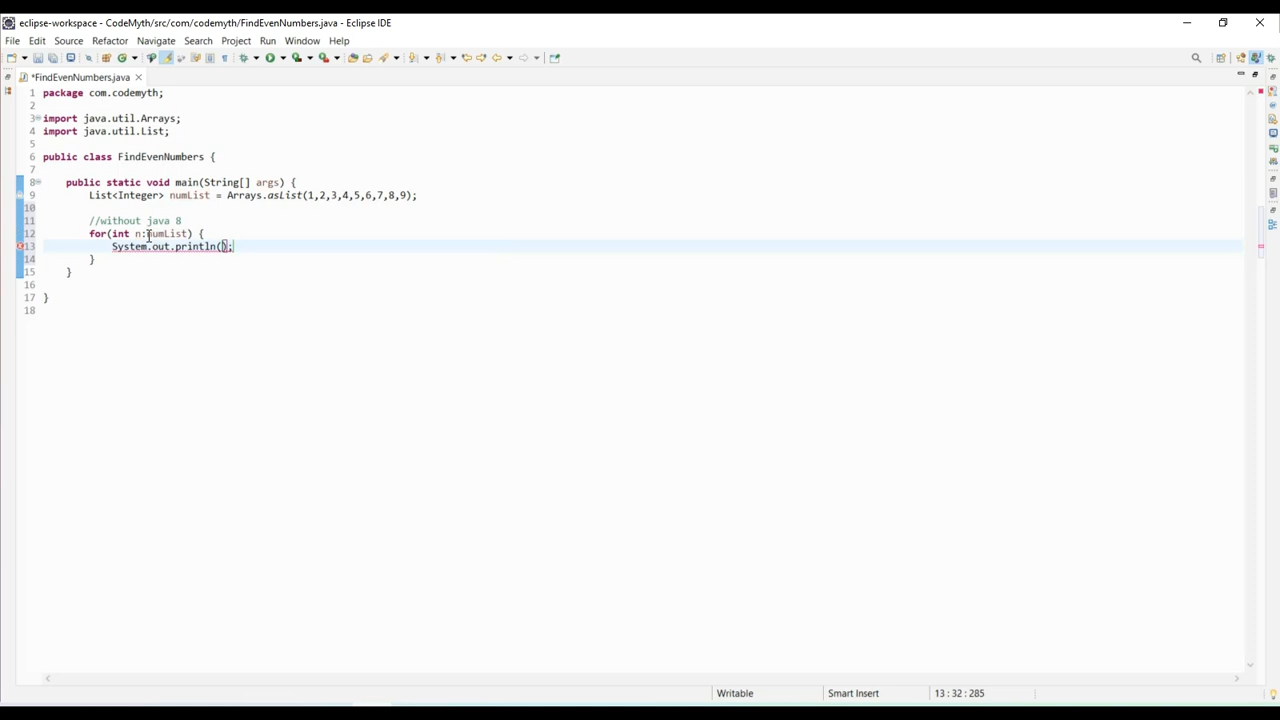 eclipse-workspace - CodeMyth/src/com/codemyth/FindEvenNumbers.java - Eclipse IDE
File Edit Source Refactor Navigate Search Project Run Window Help
*FindEvenNumbers.java
1 package com.codemyth;
2
3 import java.util.Arrays;
4 import java.util.List;
5
6 public class FindEvenNumbers {
7
8 public static void main(String[] args) {
9 List<Integer> numList = Arrays.asList(1,2,3,4,5,6,7,8,9);
10
11 //without java 8
12 for(int n:numList) {
13 System.out.println();
14 }
15 }
16
17 }
18
Writable Smart Insert 13 : 32 : 285